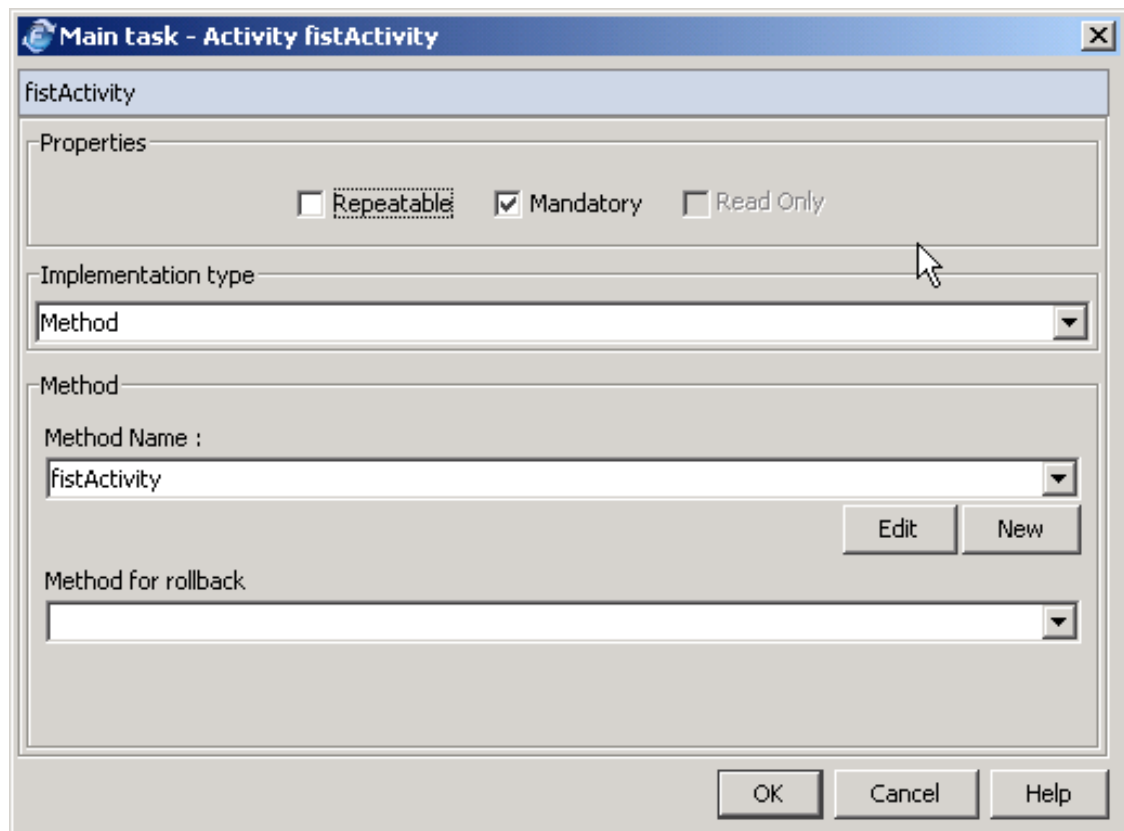 Main task - Activity fistActivity
fistActivity
Properties
Repeatable Mandatory Read Only
Implementation type
Method
Method
Method Name :
fistActivity
Edit New
Method for rollback
OK Cancel Help